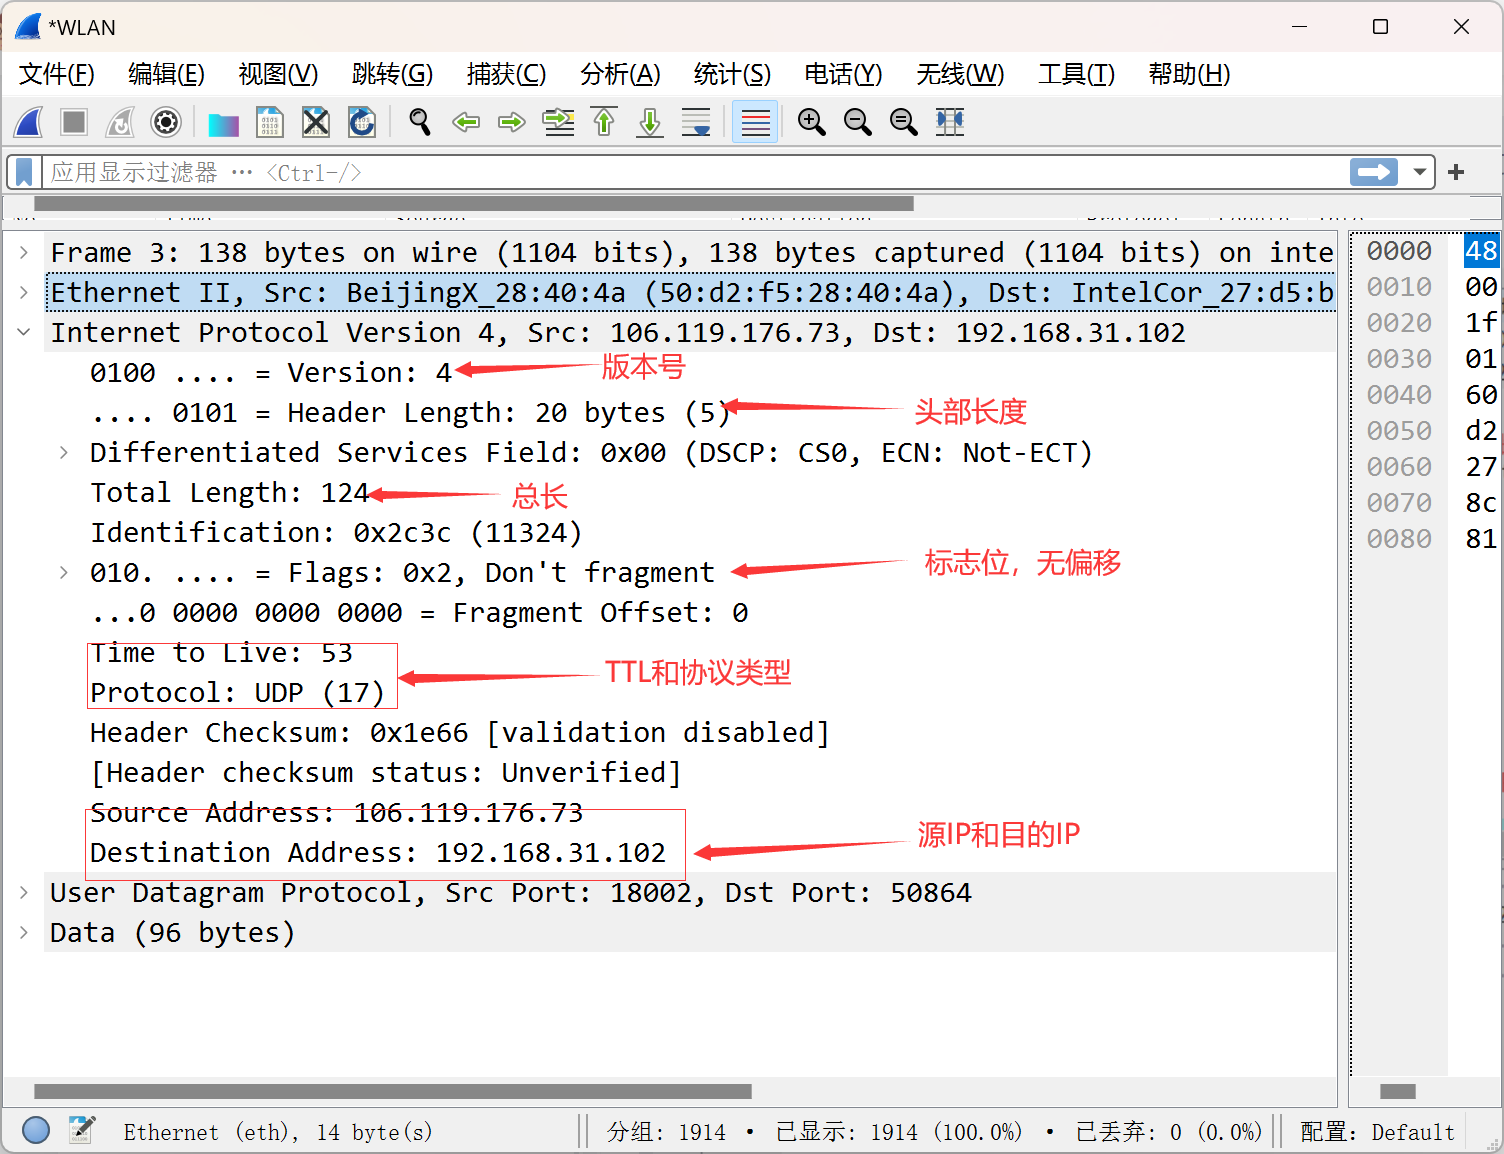 *WLAN
文件(F) 编辑(E) 视图(V) 跳转(G) 捕获(C) 分析(A) 统计(S) 电话(Y) 无线(W) 工具(T) 帮助(H)
应用显示过滤器 … <Ctrl-/>
Frame 3: 138 bytes on wire (1104 bits), 138 bytes captured (1104 bits) on inte
Ethernet II, Src: BeijingX_28:40:4a (50:d2:f5:28:40:4a), Dst: IntelCor_27:d5:b
Internet Protocol Version 4, Src: 106.119.176.73, Dst: 192.168.31.102
0100 .... = Version: 4 版本号
.... 0101 = Header Length: 20 bytes (5) 头部长度
Differentiated Services Field: 0x00 (DSCP: CS0, ECN: Not-ECT)
Total Length: 124 总长
Identification: 0x2c3c (11324)
010. .... = Flags: 0x2, Don't fragment 标志位，无偏移
...0 0000 0000 0000 = Fragment Offset: 0
Time to Live: 53
Protocol: UDP (17) TTL和协议类型
Header Checksum: 0x1e66 [validation disabled]
[Header checksum status: Unverified]
Source Address: 106.119.176.73
Destination Address: 192.168.31.102 源IP和目的IP
User Datagram Protocol, Src Port: 18002, Dst Port: 50864
Data (96 bytes)
0000 48
0010 00
0020 1f
0030 01
0040 60
0050 d2
0060 27
0070 8c
0080 81
Ethernet (eth), 14 byte(s) 分组: 1914 · 已显示: 1914 (100.0%) · 已丢弃: 0 (0.0%) 配置: Default